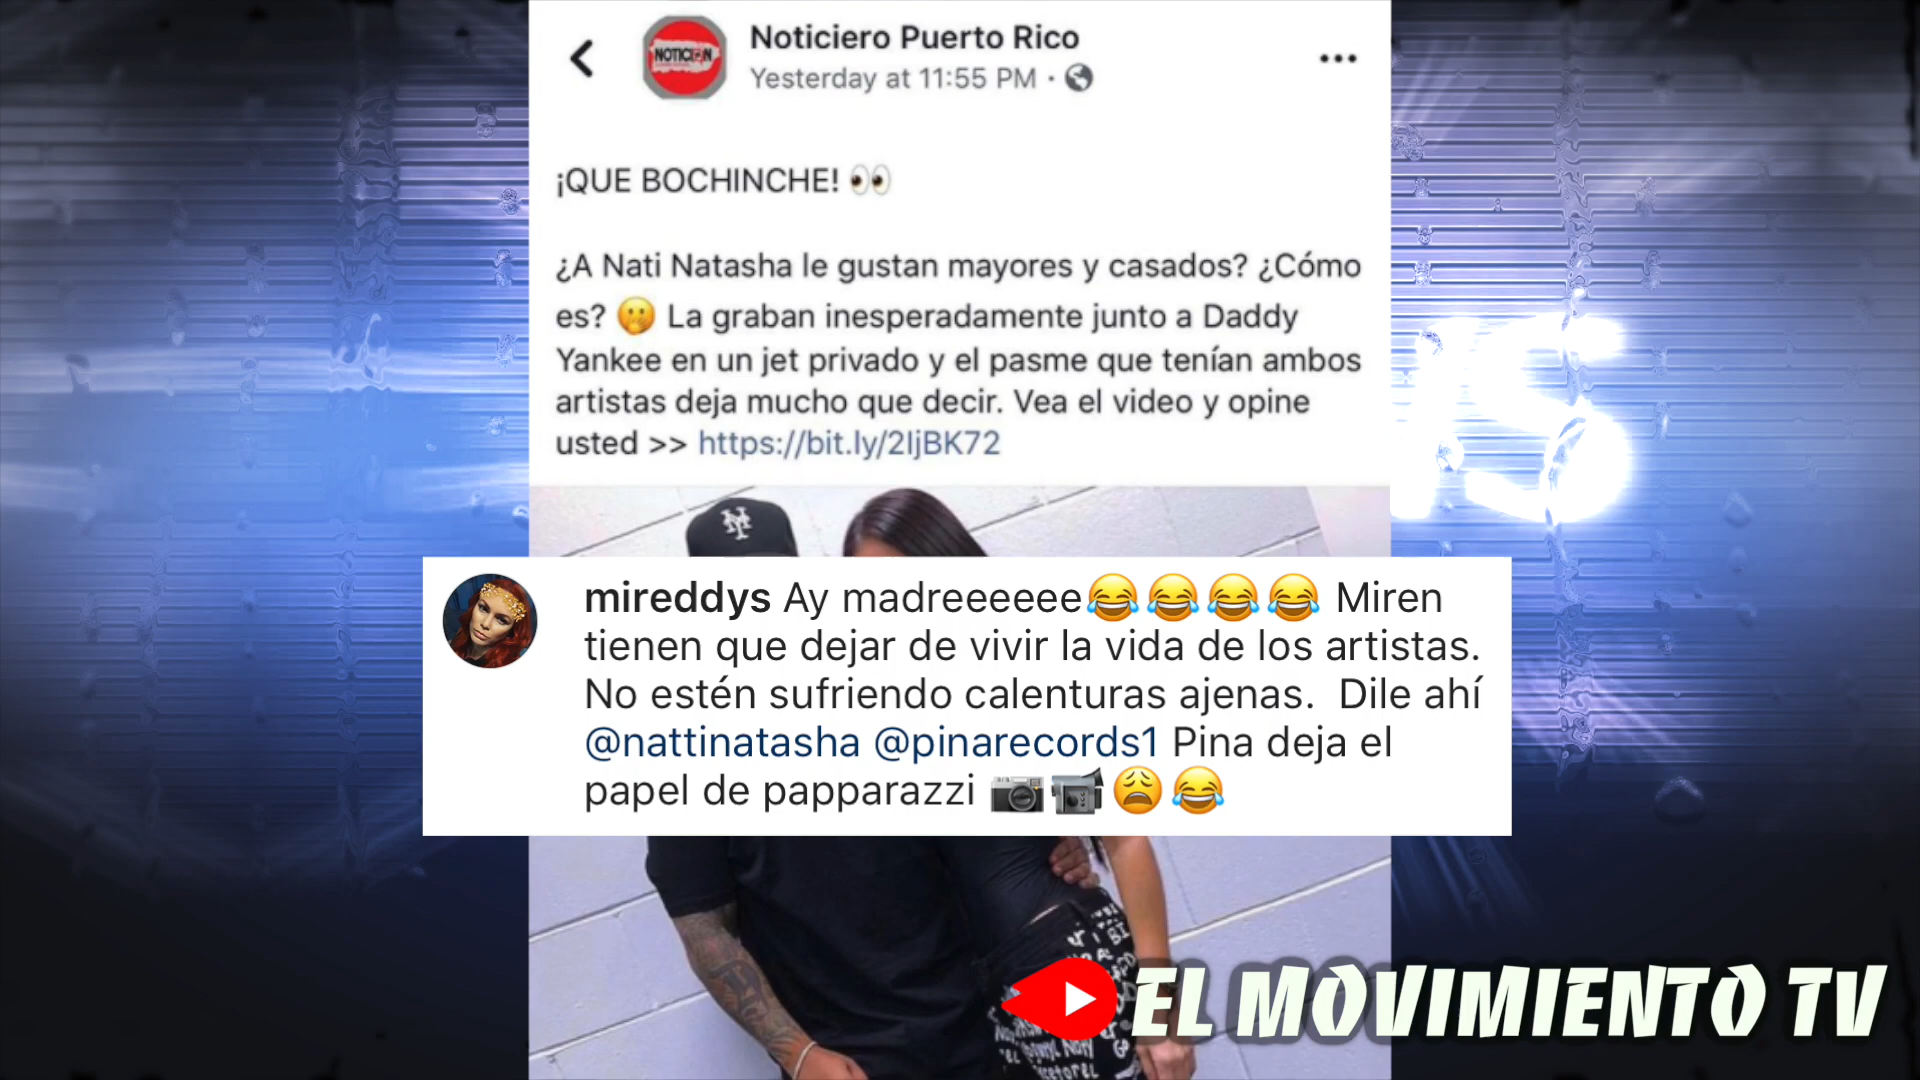 Noticiero Puerto Rico
Yesterday at 11:55 PM
¡QUE BOCHINCHE! 👀
¿A Nati Natasha le gustan mayores y casados? ¿Cómo
es? 🤭 La graban inesperadamente junto a Daddy
Yankee en un jet privado y el pasme que tenían ambos
artistas deja mucho que decir. Vea el video y opine
usted >> https://bit.ly/2IjBK72
NY
mireddys Ay madreeeeee😂😂😂😂 Miren
tienen que dejar de vivir la vida de los artistas.
No estén sufriendo calenturas ajenas. Dile ahí
@nattinatasha @pinarecords1 Pina deja el
papel de papparazzi 📷📹😩😂
EL MOVIMIENTO TV